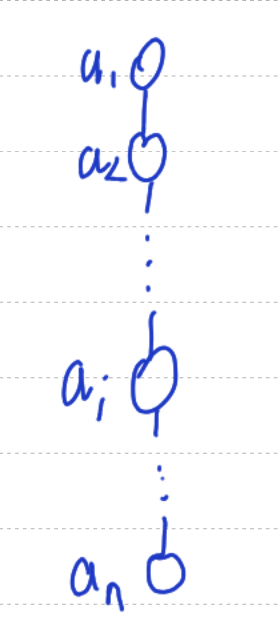 a₁
a₂
⋮
aᵢ
⋮
aₙ